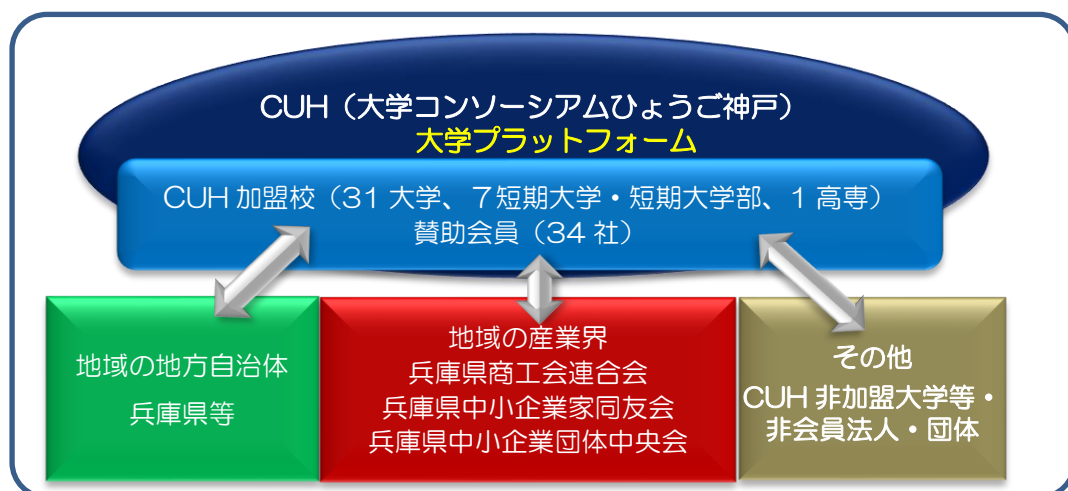 CUH（大学コンソーシアムひょうご神戸）
大学プラットフォーム
CUH 加盟校（31 大学、７短期大学・短期大学部、1 高専）
賛助会員（34 社）
地域の地方自治体
兵庫県等
地域の産業界
兵庫県商工会連合会
兵庫県中小企業家同友会
兵庫県中小企業団体中央会
その他
CUH 非加盟大学等・
非会員法人・団体